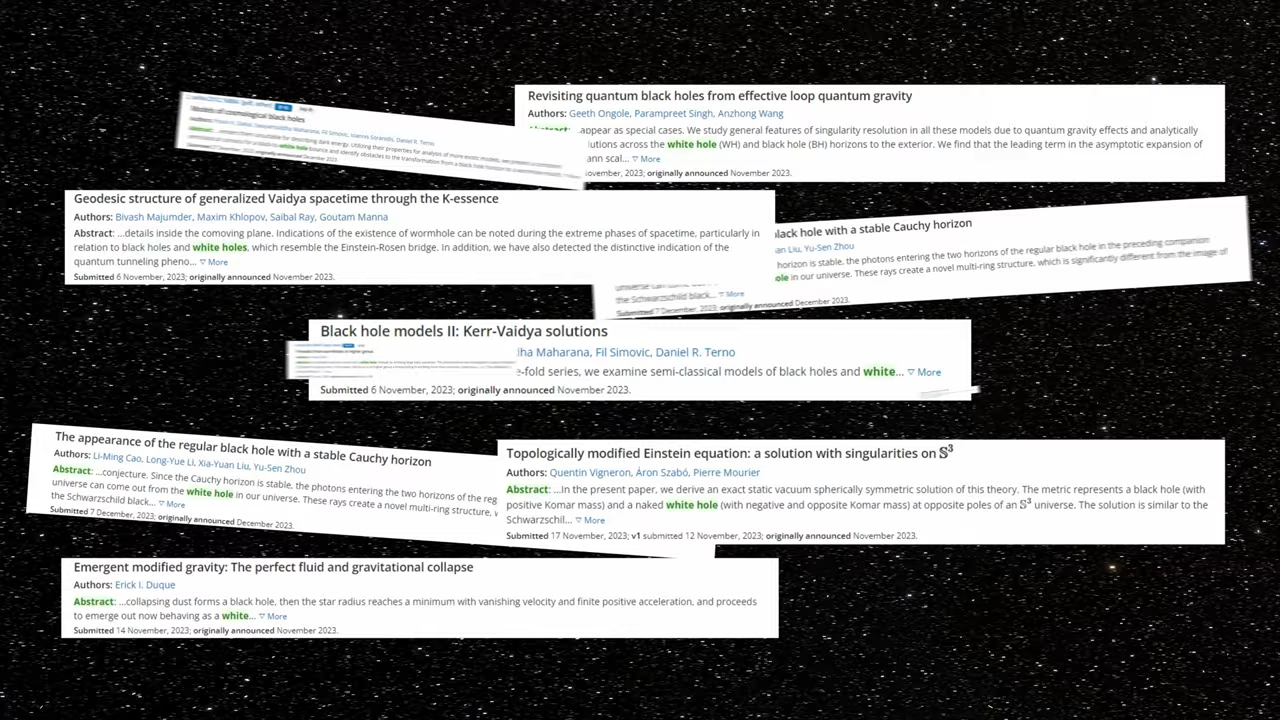 Models of cosmological black holes
Revisiting quantum black holes from effective loop quantum gravity
Authors: Geeth Ongole, Parampreet Singh, Anzhong Wang
appear as special cases. We study general features of singularity resolution in all these models due to quantum gravity effects and analytically
lutions across the white hole (WH) and black hole (BH) horizons to the exterior. We find that the leading term in the asymptotic expansion of
ann scal... ▽ More
ovember, 2023; originally announced November 2023.
Geodesic structure of generalized Vaidya spacetime through the K-essence
Authors: Bivash Majumder, Maxim Khlopov, Saibal Ray, Goutam Manna
Abstract: ...details inside the comoving plane. Indications of the existence of wormhole can be noted during the extreme phases of spacetime, particularly in
relation to black holes and white holes, which resemble the Einstein-Rosen bridge. In addition, we have also detected the distinctive indication of the
quantum tunneling pheno... ▽ More
Submitted 6 November, 2023; originally announced November 2023.
black hole with a stable Cauchy horizon
an Liu, Yu-Sen Zhou
horizon is stable, the photons entering the two horizons of the regular black hole in the preceding companion
ole in our universe. These rays create a novel multi-ring structure, which is significantly different from the image of
the Schwarzschild black... ▽ More
Submitted 7 December, 2023; originally announced December 2023.
Black hole models II: Kerr-Vaidya solutions
ha Maharana, Fil Simovic, Daniel R. Terno
e-fold series, we examine semi-classical models of black holes and white... ▽ More
Submitted 6 November, 2023; originally announced November 2023.
The appearance of the regular black hole with a stable Cauchy horizon
Authors: Li-Ming Cao, Long-Yue Li, Xia-Yuan Liu, Yu-Sen Zhou
Abstract: ...conjecture. Since the Cauchy horizon is stable, the photons entering the two horizons of the reg
universe can come out from the white hole in our universe. These rays create a novel multi-ring structure, w
the Schwarzschild black... ▽ More
Submitted 7 December, 2023; originally announced December 2023.
Topologically modified Einstein equation: a solution with singularities on 𝕊³
Authors: Quentin Vigneron, Áron Szabó, Pierre Mourier
Abstract: ...In the present paper, we derive an exact static vacuum spherically symmetric solution of this theory. The metric represents a black hole (with
positive Komar mass) and a naked white hole (with negative and opposite Komar mass) at opposite poles of an 𝕊³ universe. The solution is similar to the
Schwarzschil... ▽ More
Submitted 17 November, 2023; v1 submitted 12 November, 2023; originally announced November 2023.
Emergent modified gravity: The perfect fluid and gravitational collapse
Authors: Erick I. Duque
Abstract: ...collapsing dust forms a black hole, then the star radius reaches a minimum with vanishing velocity and finite positive acceleration, and proceeds
to emerge out now behaving as a white... ▽ More
Submitted 14 November, 2023; originally announced November 2023.